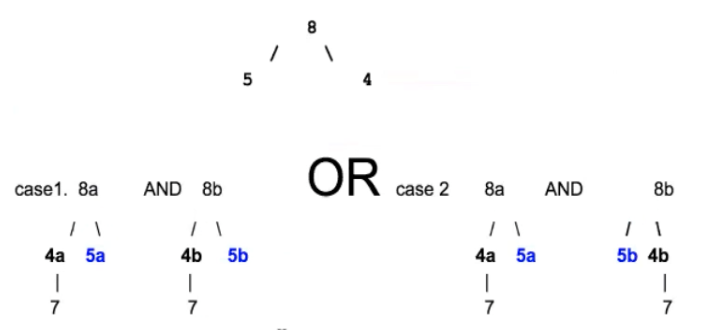 8
/ \
5 4
OR
case1. 8a AND 8b case 2 8a AND 8b
/ \ / \ / \ / \
4a 5a 4b 5b 4a 5a 5b 4b
| | | |
7 7 7 7